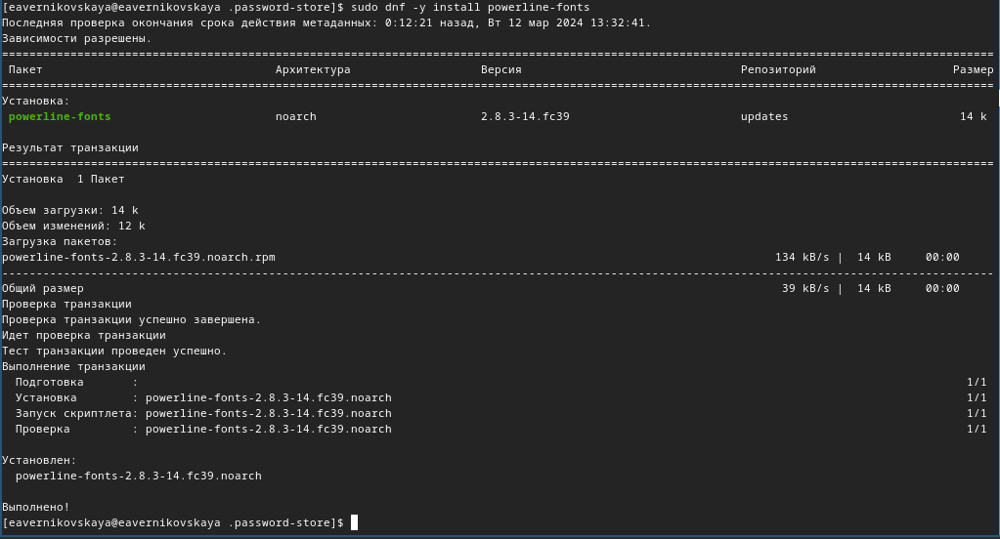 [eavernikovskaya@eavernikovskaya .password-store]$ sudo dnf -y install powerline-fonts
Последняя проверка окончания срока действия метаданных: 0:12:21 назад, Вт 12 мар 2024 13:32:41.
Зависимости разрешены.
Пакет Архитектура Версия Репозиторий Размер
Установка:
powerline-fonts noarch 2.8.3-14.fc39 updates 14 k
Результат транзакции
Установка 1 Пакет
Объем загрузки: 14 k
Объем изменений: 12 k
Загрузка пакетов:
powerline-fonts-2.8.3-14.fc39.noarch.rpm 134 kB/s | 14 kB 00:00
Общий размер 39 kB/s | 14 kB 00:00
Проверка транзакции
Проверка транзакции успешно завершена.
Идет проверка транзакции
Тест транзакции проведен успешно.
Выполнение транзакции
Подготовка : 1/1
Установка : powerline-fonts-2.8.3-14.fc39.noarch 1/1
Запуск скриптлета: powerline-fonts-2.8.3-14.fc39.noarch 1/1
Проверка : powerline-fonts-2.8.3-14.fc39.noarch 1/1
Установлен:
powerline-fonts-2.8.3-14.fc39.noarch
Выполнено!
[eavernikovskaya@eavernikovskaya .password-store]$